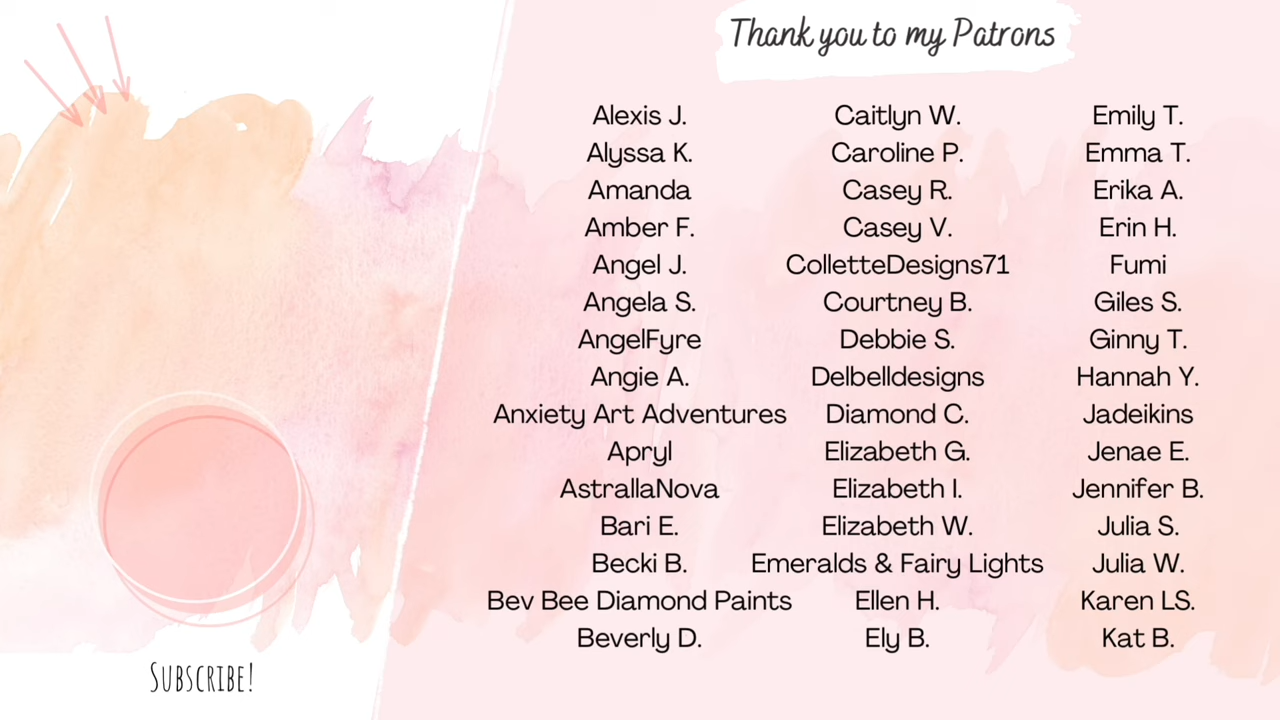 Thank you to my Patrons
Alexis J.
Alyssa K.
Amanda
Amber F.
Angel J.
Angela S.
AngelFyre
Angie A.
Anxiety Art Adventures
Apryl
AstrallaNova
Bari E.
Becki B.
Bev Bee Diamond Paints
Beverly D.
Caitlyn W.
Caroline P.
Casey R.
Casey V.
ColletteDesigns71
Courtney B.
Debbie S.
Delbelldesigns
Diamond C.
Elizabeth G.
Elizabeth I.
Elizabeth W.
Emeralds & Fairy Lights
Ellen H.
Ely B.
Emily T.
Emma T.
Erika A.
Erin H.
Fumi
Giles S.
Ginny T.
Hannah Y.
Jadeikins
Jenae E.
Jennifer B.
Julia S.
Julia W.
Karen LS.
Kat B.
Subscribe!